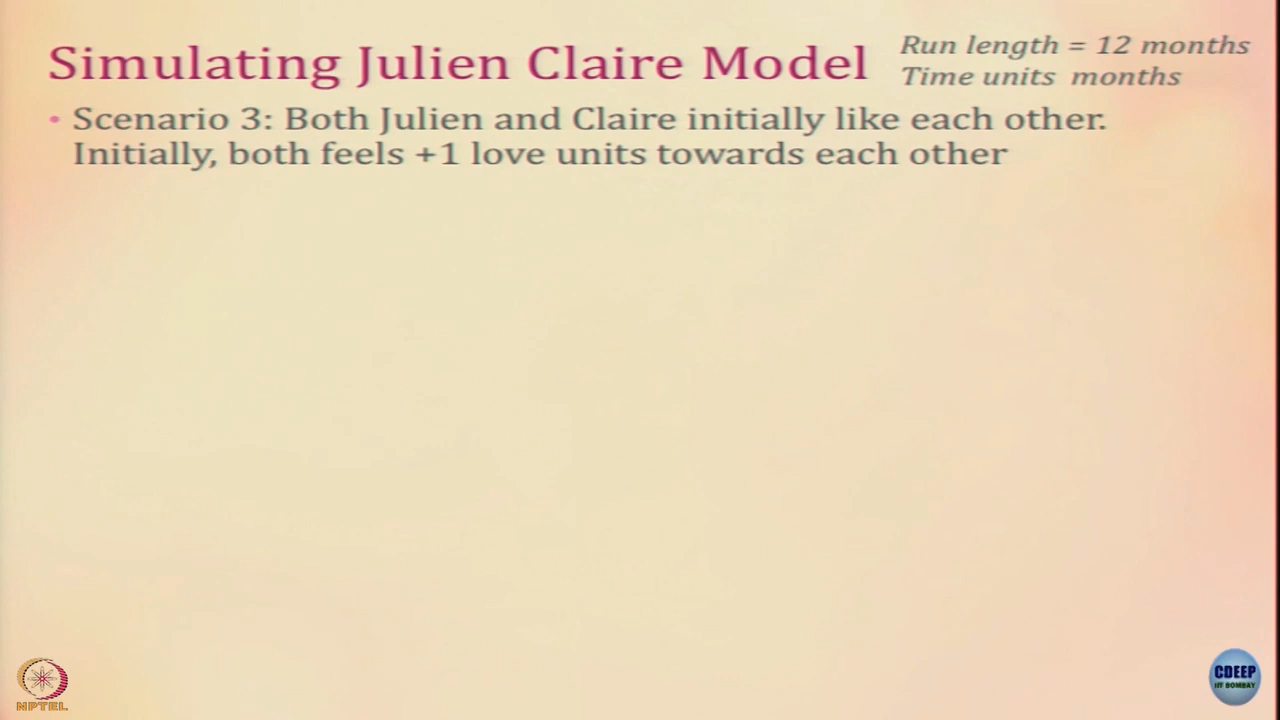 Simulating Julien Claire Model
Run length = 12 months
Time units months
• Scenario 3: Both Julien and Claire initially like each other.
Initially, both feels +1 love units towards each other
NPTEL
CDEEP
IIT BOMBAY